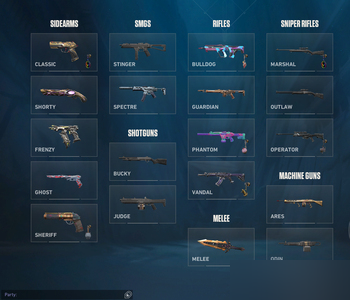 SIDEARMS
CLASSIC
SHORTY
FRENZY
GHOST
SHERIFF
SMGS
STINGER
SPECTRE
SHOTGUNS
BUCKY
JUDGE
RIFLES
BULLDOG
GUARDIAN
PHANTOM
VANDAL
MELEE
MELEE
SNIPER RIFLES
MARSHAL
OUTLAW
OPERATOR
MACHINE GUNS
ARES
ODIN
Party: